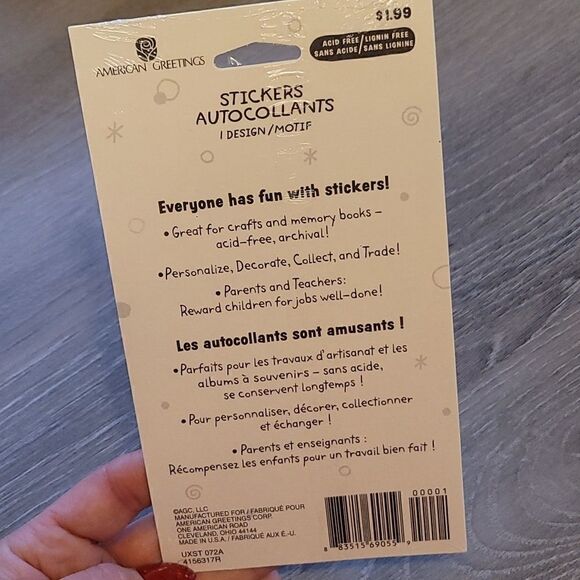 $1.99
AMERICAN GREETINGS
ACID FREE/LIGNIN FREE
SANS ACIDE/SANS LIGNINE
STICKERS
AUTOCOLLANTS
1 DESIGN/MOTIF
Everyone has fun with stickers!
• Great for crafts and memory books –
acid-free, archival!
• Personalize, Decorate, Collect, and Trade!
• Parents and Teachers:
Reward children for jobs well-done!
Les autocollants sont amusants !
• Parfaits pour les travaux d'artisanat et les
albums à souvenirs – sans acide,
se conservent longtemps !
• Pour personnaliser, décorer, collectionner
et échanger !
• Parents et enseignants :
Récompensez les enfants pour un travail bien fait !
©AGC, LLC
MANUFACTURED FOR / FABRIQUÉ POUR
AMERICAN GREETINGS CORP.
ONE AMERICAN ROAD
CLEVELAND, OHIO 44144
MADE IN U.S.A. / FABRIQUÉ AUX É.-U.
UXST 072A
4156317R
00001
8 83515 69055 9